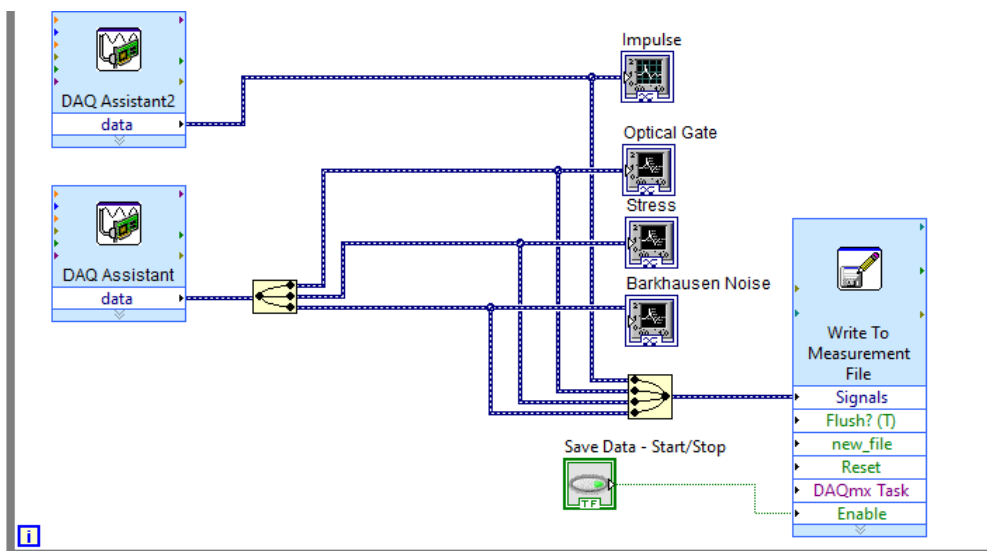 DAQ Assistant2
data
Impulse
Optical Gate
DAQ Assistant
data
Stress
Barkhausen Noise
Write To
Measurement
File
Signals
Flush? (T)
new_file
Reset
DAQmx Task
Enable
Save Data - Start/Stop
TF
i